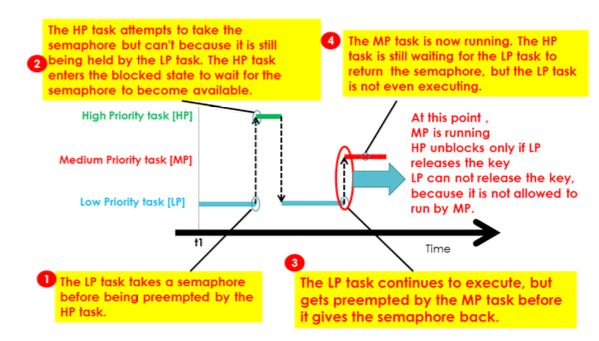 The HP task attempts to take the
semaphore but can't because it is still
being held by the LP task. The HP task
enters the blocked state to wait for the
semaphore to become available.
2
4
The MP task is now running. The HP
task is still waiting for the LP task to
return the semaphore, but the LP task
is not even executing.
High Priority task [HP]
Medium Priority task [MP]
Low Priority task [LP]
At this point ,
MP is running
HP unblocks only if LP
releases the key
LP can not release the key,
because it is not allowed to
run by MP.
t1
Time
1
The LP task takes a semaphore
before being preempted by the
HP task.
3
The LP task continues to execute, but
gets preempted by the MP task before
it gives the semaphore back.